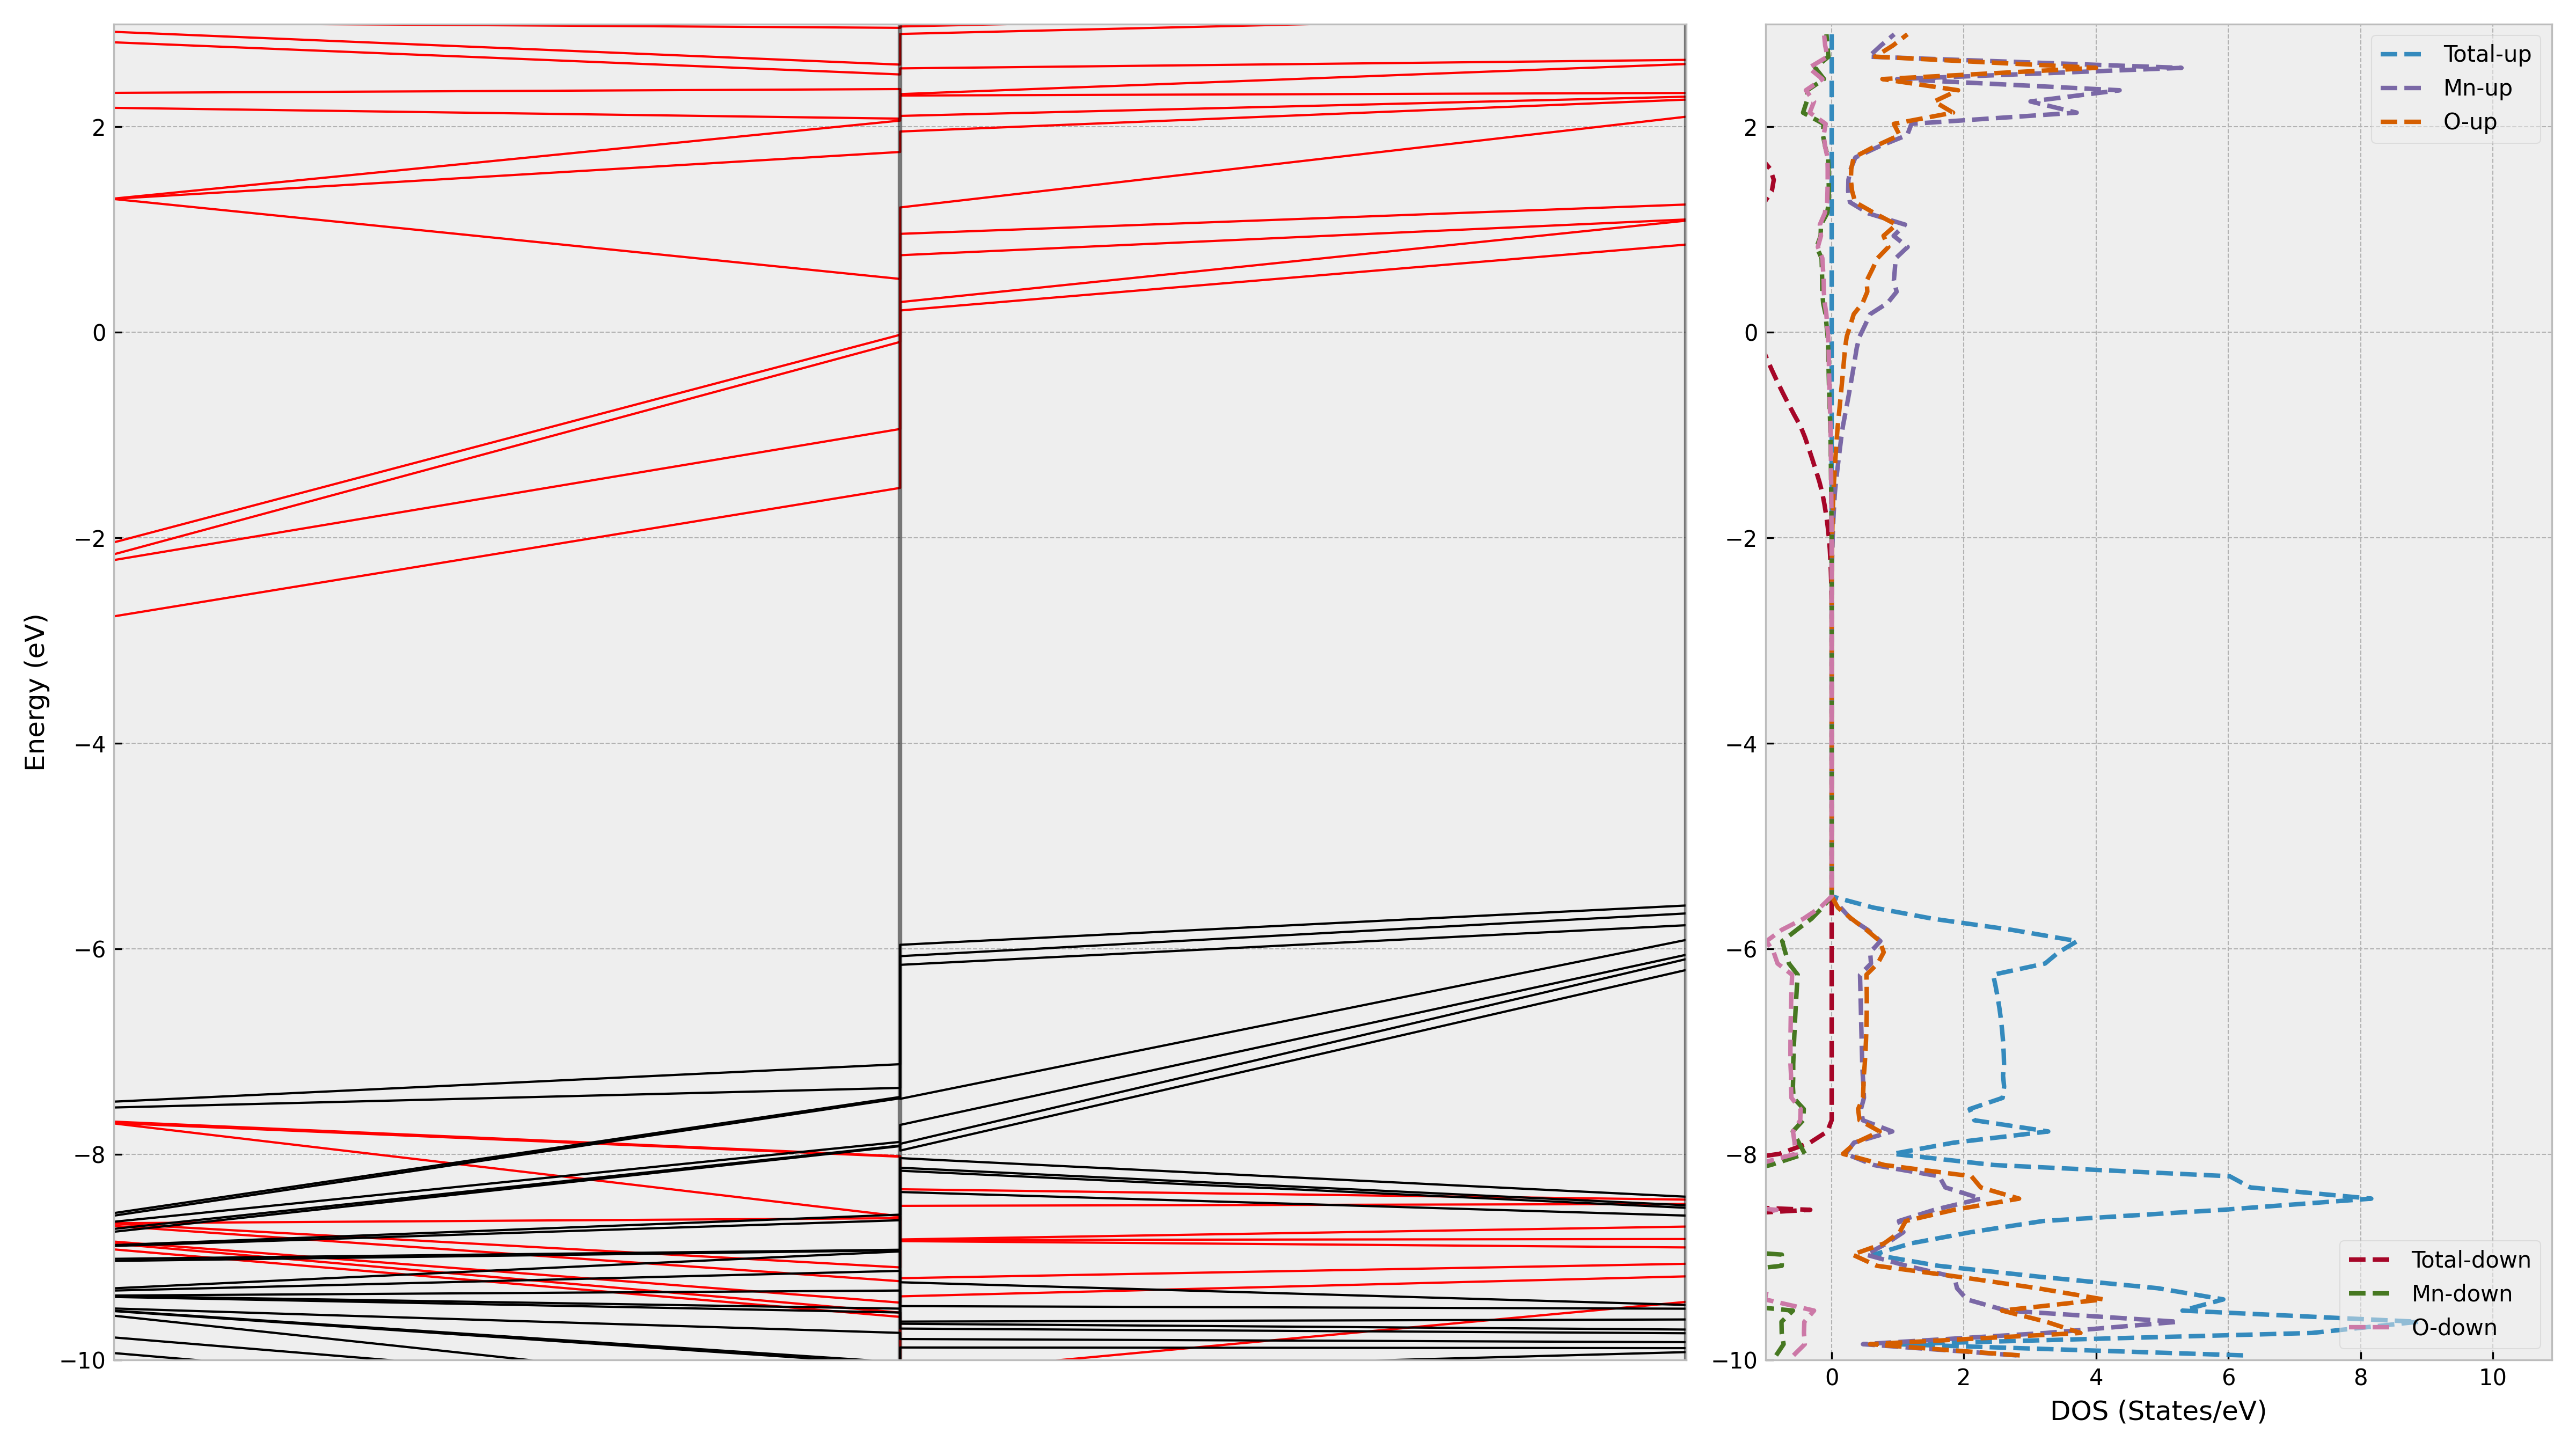 Energy (eV)
2
0
−2
−4
−6
−8
−10
2
0
−2
−4
−6
−8
−10
Total-up
Mn-up
O-up
Total-down
Mn-down
O-down
0 2 4 6 8 10
DOS (States/eV)